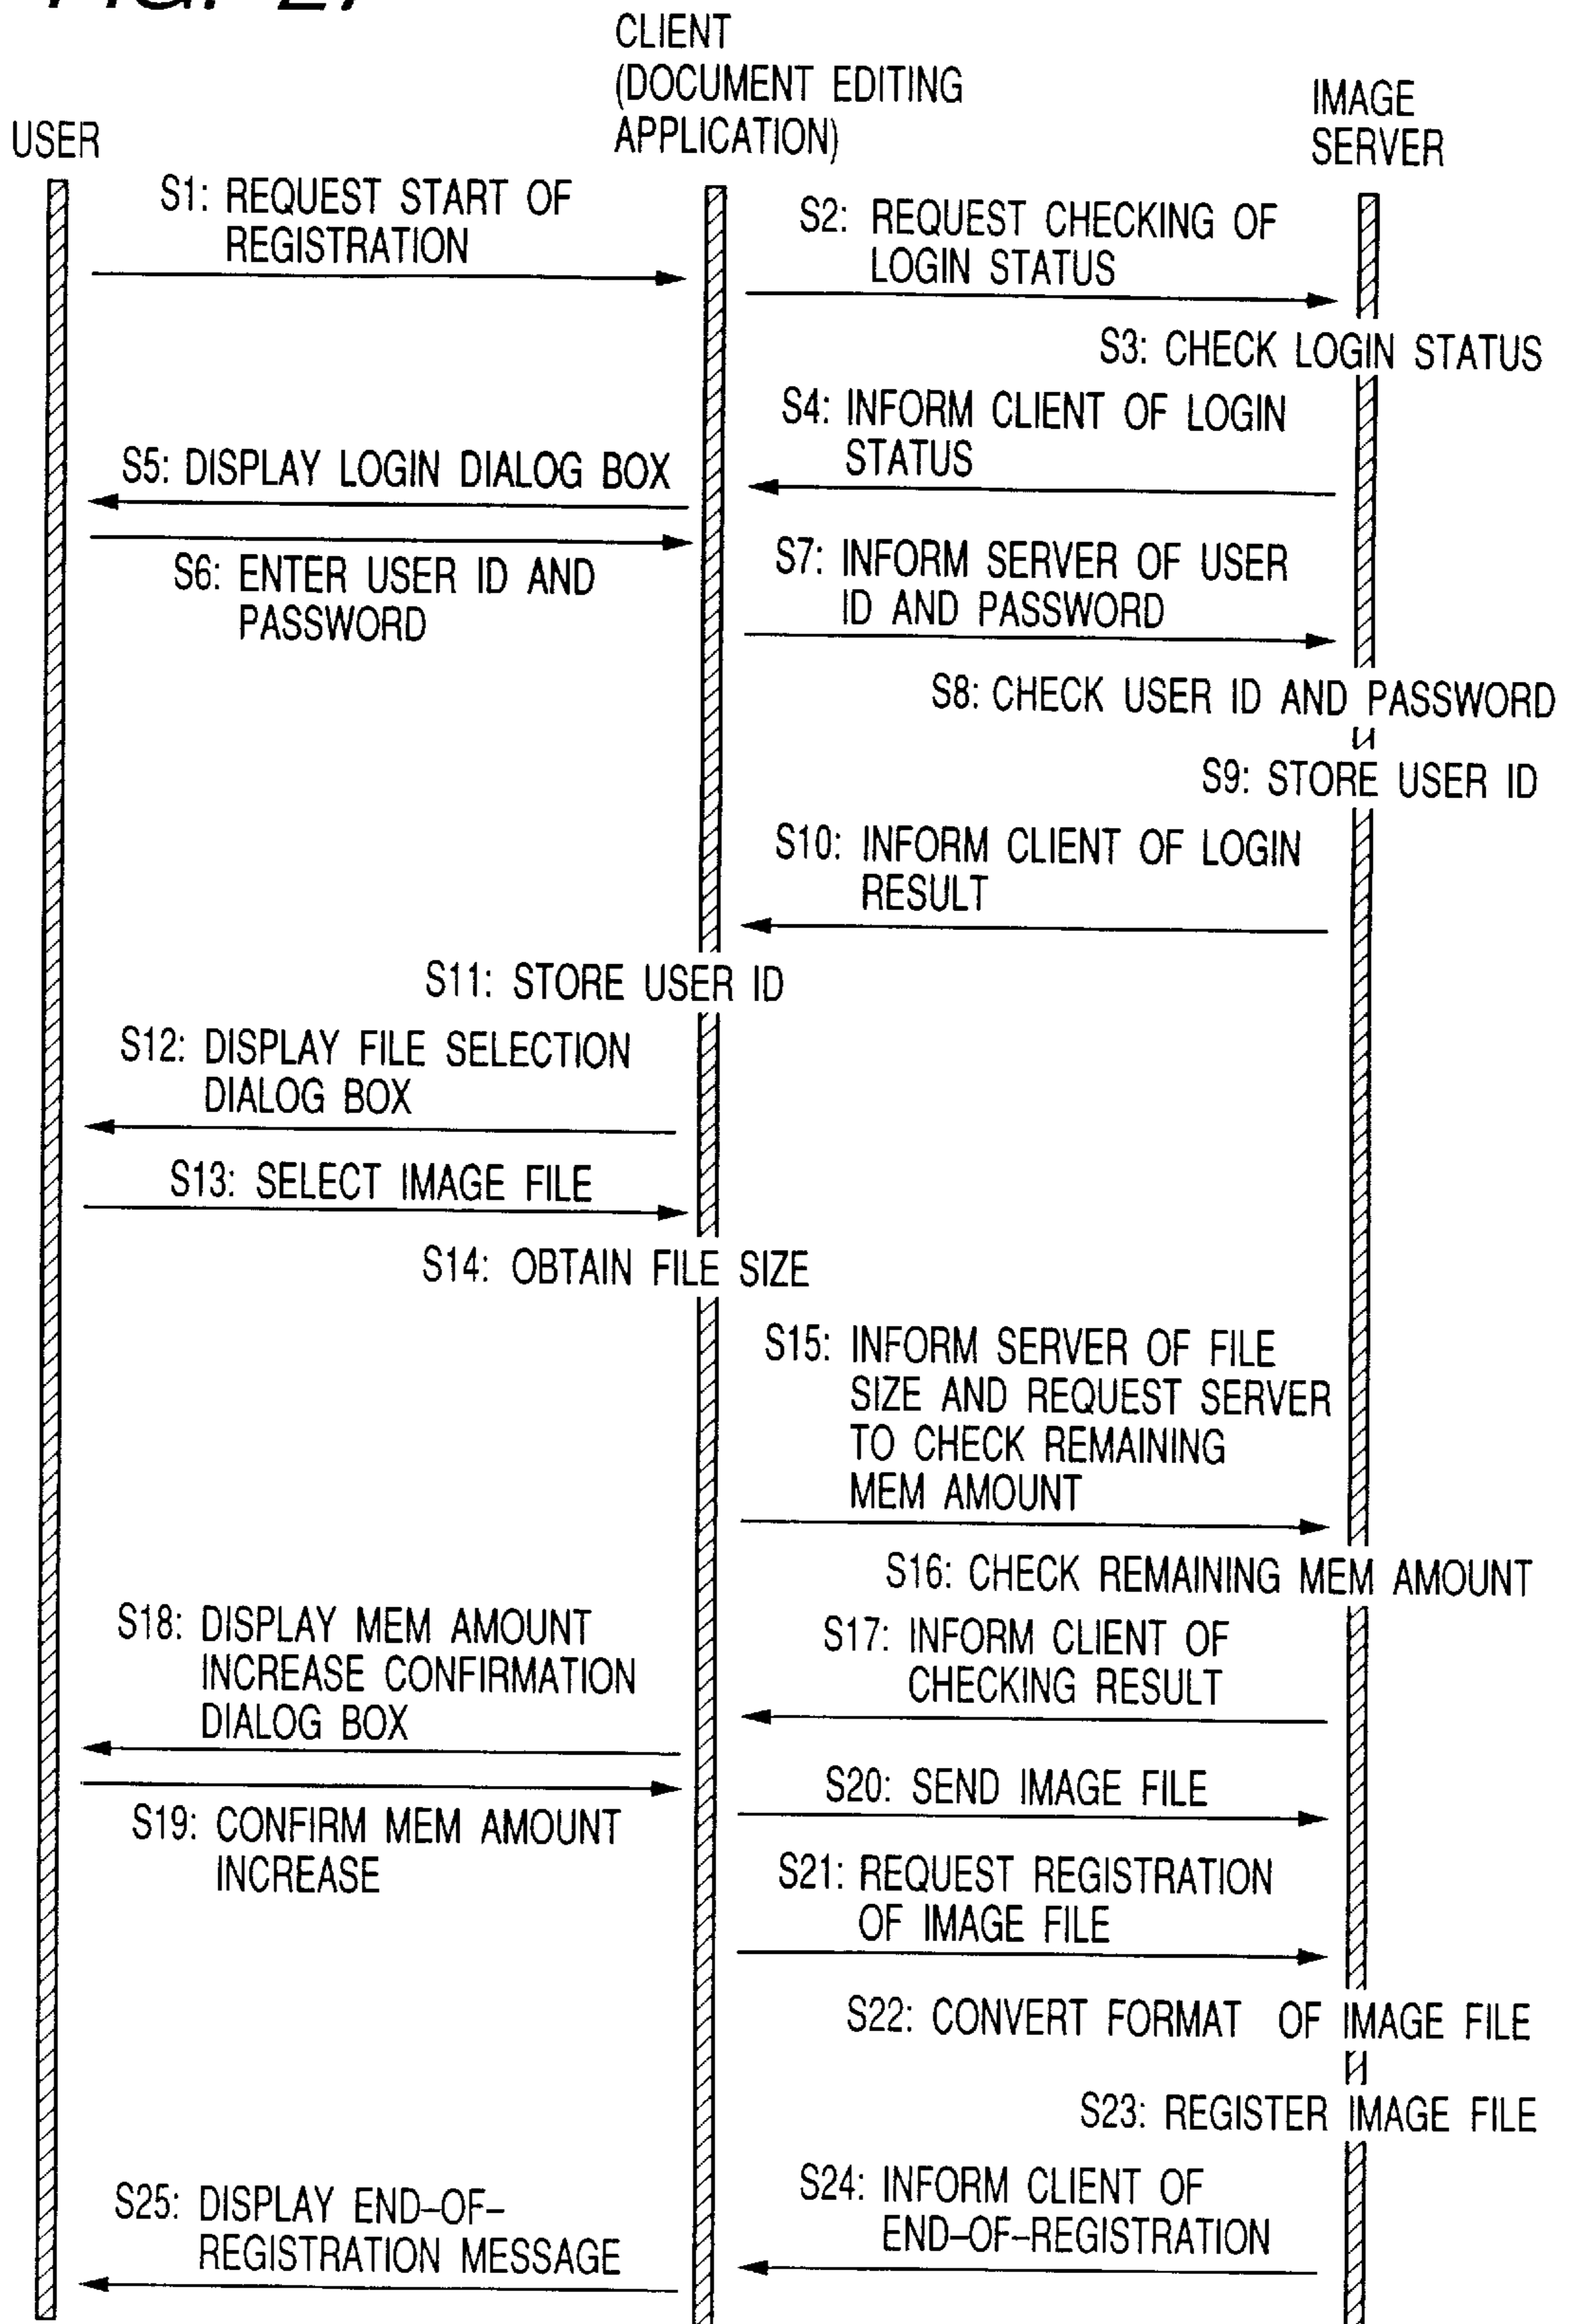 CLIENT
(DOCUMENT EDITING
APPLICATION)
IMAGE
SERVER
USER
S1: REQUEST START OF
REGISTRATION
S2: REQUEST CHECKING OF
LOGIN STATUS
S3: CHECK LOGIN STATUS
S4: INFORM CLIENT OF LOGIN
STATUS
S5: DISPLAY LOGIN DIALOG BOX
S6: ENTER USER ID AND
PASSWORD
S7: INFORM SERVER OF USER
ID AND PASSWORD
S8: CHECK USER ID AND PASSWORD
S9: STORE USER ID
S10: INFORM CLIENT OF LOGIN
RESULT
S11: STORE USER ID
S12: DISPLAY FILE SELECTION
DIALOG BOX
S13: SELECT IMAGE FILE
S14: OBTAIN FILE SIZE
S15: INFORM SERVER OF FILE
SIZE AND REQUEST SERVER
TO CHECK REMAINING
MEM AMOUNT
S16: CHECK REMAINING MEM AMOUNT
S17: INFORM CLIENT OF
CHECKING RESULT
S18: DISPLAY MEM AMOUNT
INCREASE CONFIRMATION
DIALOG BOX
S19: CONFIRM MEM AMOUNT
INCREASE
S20: SEND IMAGE FILE
S21: REQUEST REGISTRATION
OF IMAGE FILE
S22: CONVERT FORMAT OF IMAGE FILE
S23: REGISTER IMAGE FILE
S24: INFORM CLIENT OF
END-OF-REGISTRATION
S25: DISPLAY END-OF-
REGISTRATION MESSAGE